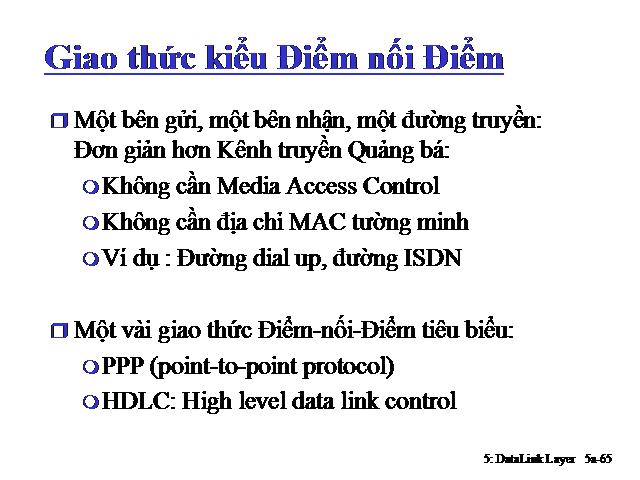 Giao thức kiểu Điểm nối Điểm
Một bên gửi, một bên nhận, một đường truyền:
Đơn giản hơn Kênh truyền Quảng bá:
Không cần Media Access Control
Không cần địa chỉ MAC tường minh
Ví dụ : Đường dial up, đường ISDN
Một vài giao thức Điểm-nối-Điểm tiêu biểu:
PPP (point-to-point protocol)
HDLC: High level data link control
5: DataLink Layer 5a-65